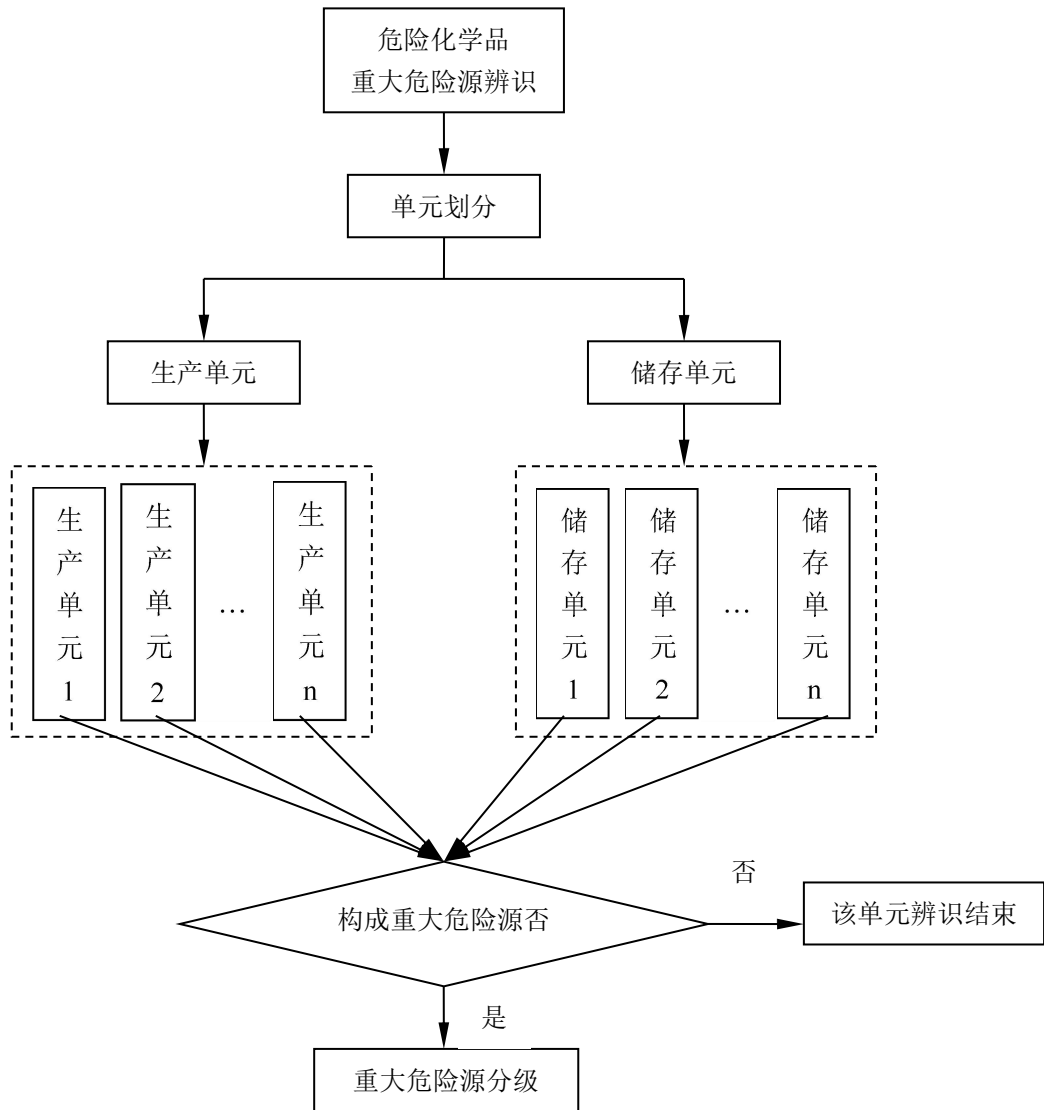 危险化学品
重大危险源辨识
单元划分
生产单元
储存单元
生产单元1
生产单元2
…
生产单元n
储存单元1
储存单元2
…
储存单元n
构成重大危险源否
否
该单元辨识结束
是
重大危险源分级